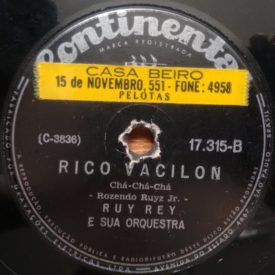 Continental
MARCA REGISTRADA
CASA BEIRO
15 de NOVEMBRO, 551 - FONE: 4958
PELOTAS
(C-3836)
17.315-B
RICO VACILON
Chá-Chá-Chá
- Rozendo Ruyz Jr. -
RUY REY
E SUA ORQUESTRA